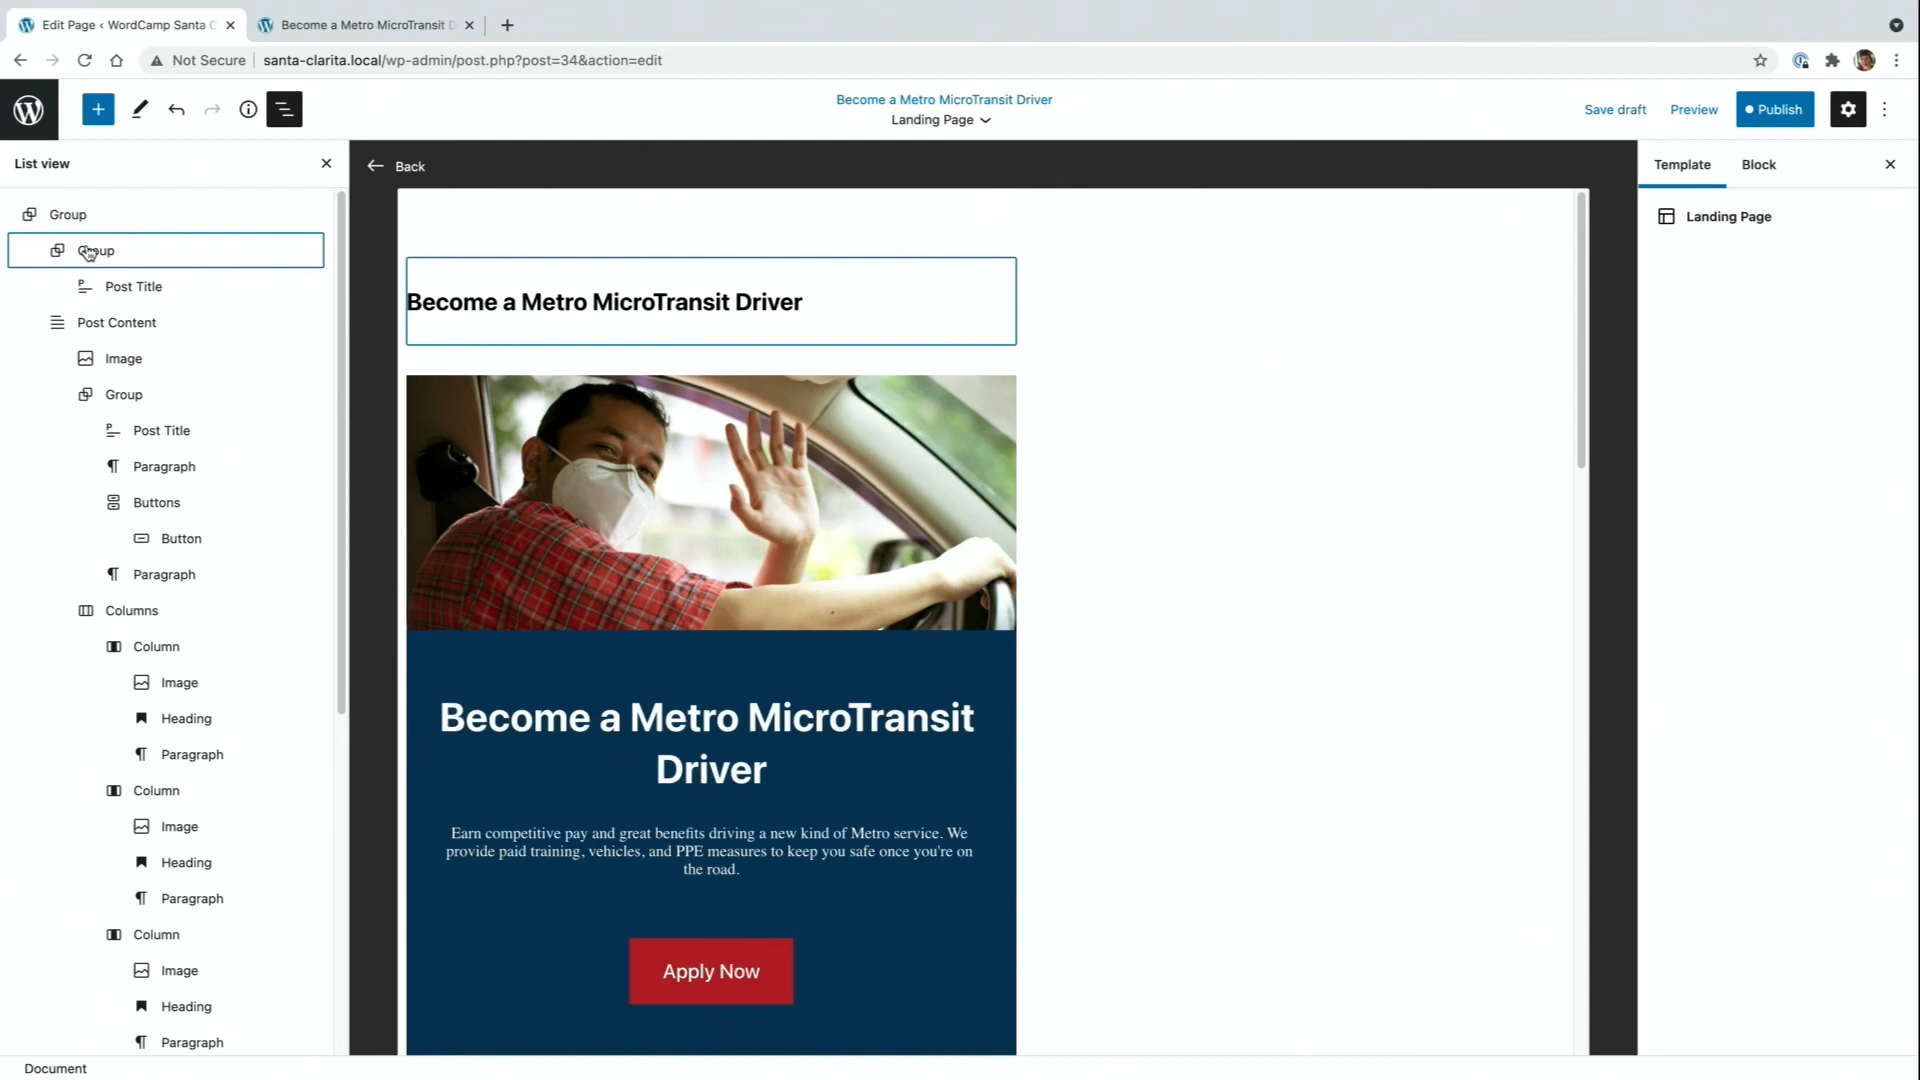 Edit Page ‹ WordCamp Santa C
Become a Metro MicroTransit D
Not Secure
santa-clarita.local/wp-admin/post.php?post=34&action=edit
Become a Metro MicroTransit Driver
Landing Page
Save draft
Preview
Publish
List view
Back
Template
Block
Landing Page
Group
Group
Post Title
Post Content
Image
Group
Post Title
Paragraph
Buttons
Button
Paragraph
Columns
Column
Image
Heading
Paragraph
Column
Image
Heading
Paragraph
Column
Image
Heading
Paragraph
Become a Metro MicroTransit Driver
Become a Metro MicroTransit
Driver
Earn competitive pay and great benefits driving a new kind of Metro service. We
provide paid training, vehicles, and PPE measures to keep you safe once you're on
the road.
Apply Now
Document